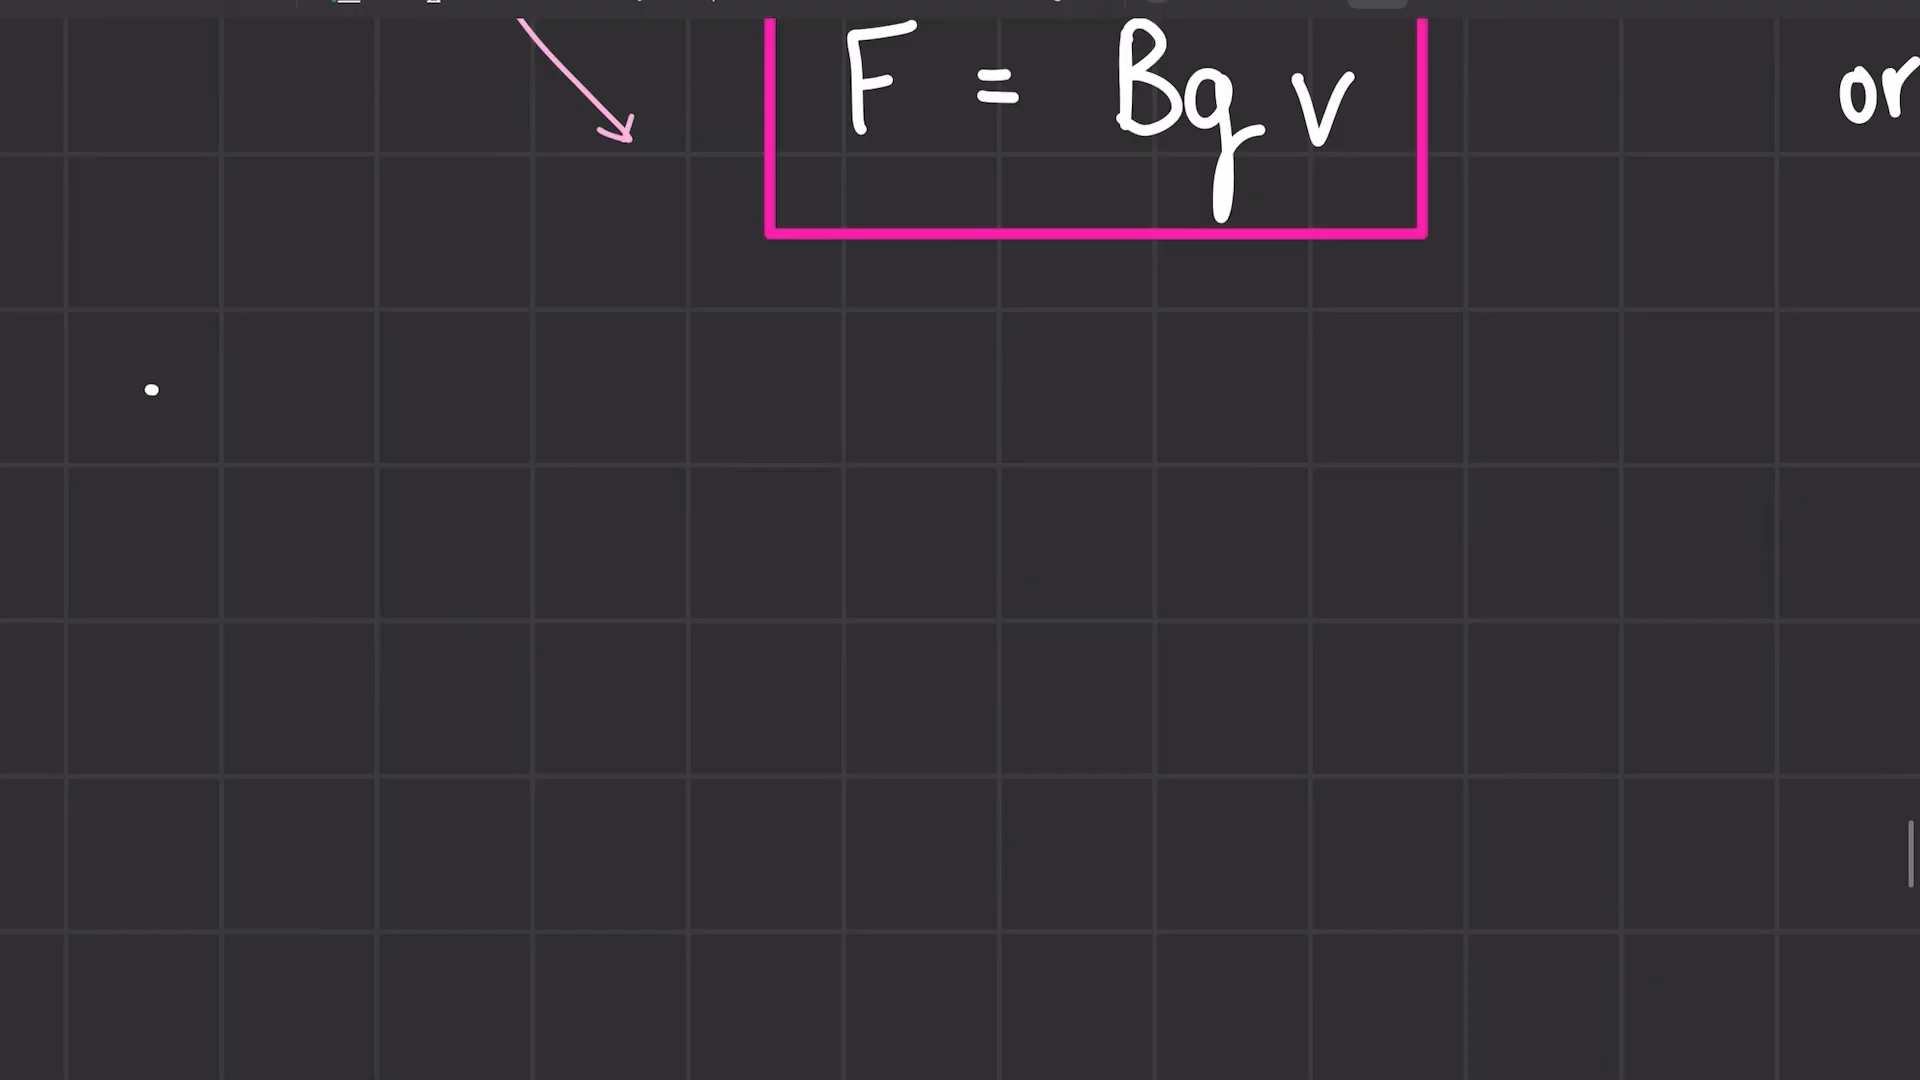 F = Bqv
or